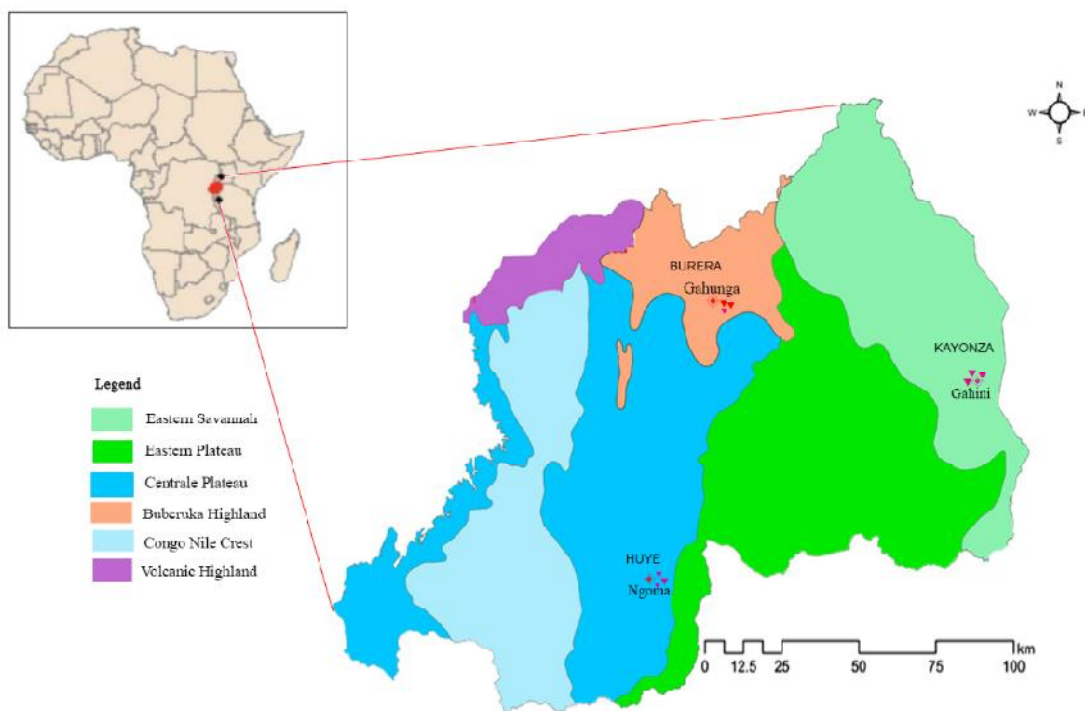 N
W
S
BURERA
Gahunga
KAYONZA
Gahini
Legend
Eastern Savannah
Eastern Plateau
Centrale Plateau
Buberuka Highland
Congo Nile Crest
Volcanic Highland
HUYE
Ngoma
km
0 12.5 25 50 75 100